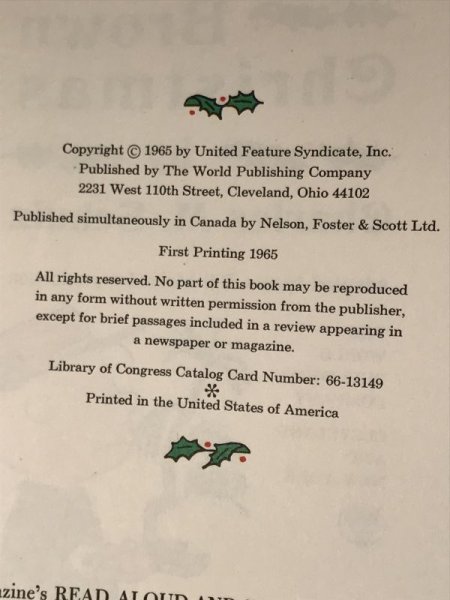 Copyright © 1965 by United Feature Syndicate, Inc.
Published by The World Publishing Company
2231 West 110th Street, Cleveland, Ohio 44102
Published simultaneously in Canada by Nelson, Foster & Scott Ltd.
First Printing 1965
All rights reserved. No part of this book may be reproduced
in any form without written permission from the publisher,
except for brief passages included in a review appearing in
a newspaper or magazine.
Library of Congress Catalog Card Number: 66-13149
*
Printed in the United States of America
zine's READ ALOUD AND